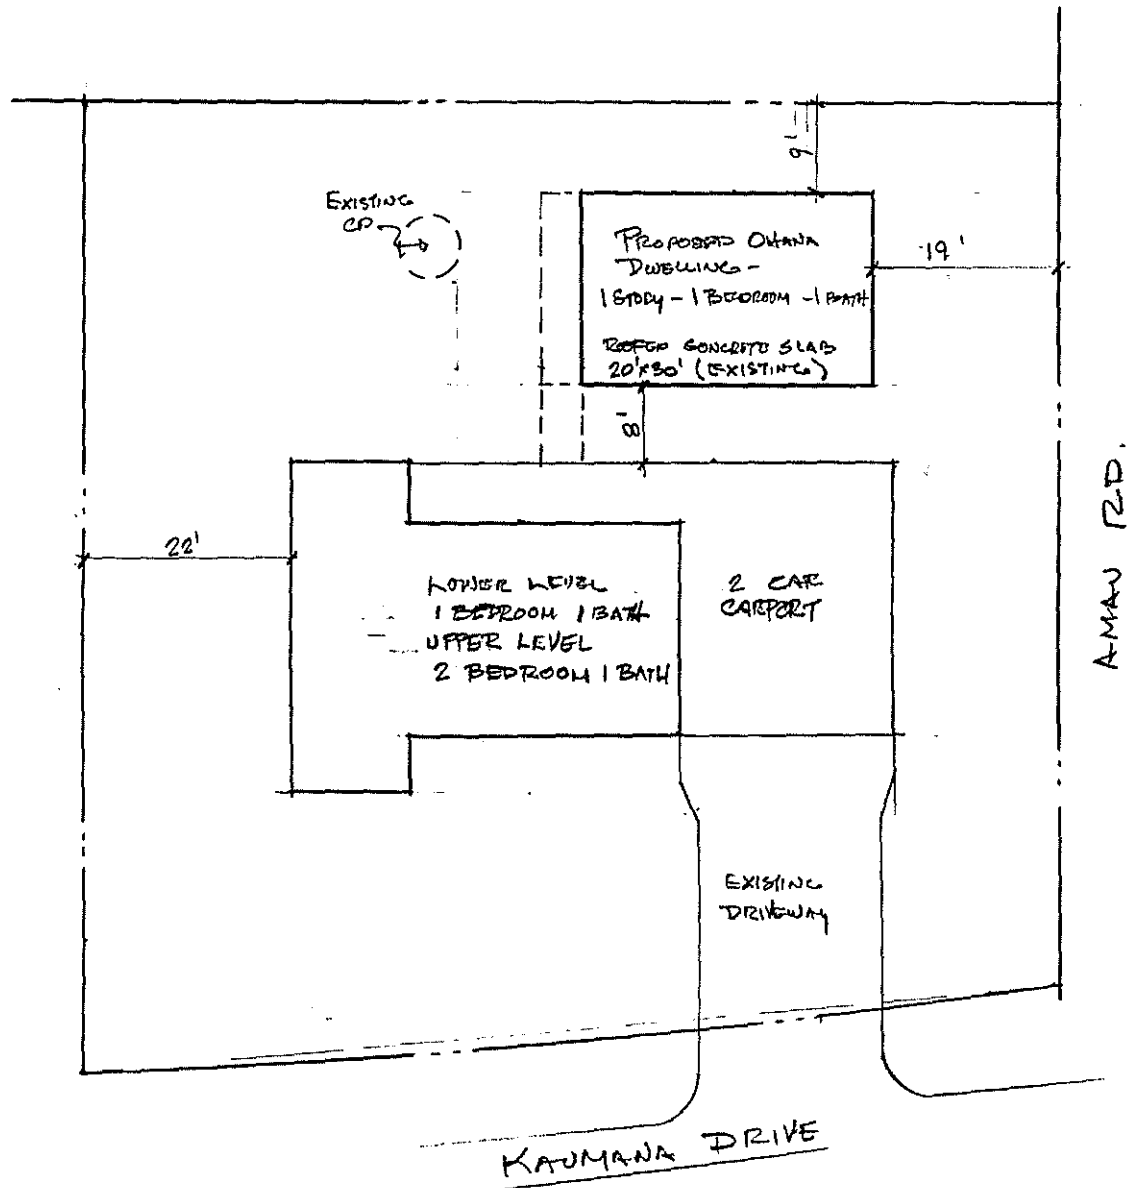 9'
EXISTING
CP
PROPOSED OHANA
DWELLING -
1 STORY - 1 BEDROOM - 1 BATH
ROOFED CONCRETE SLAB
20'x30' (EXISTING)
19'
8'
22'
LOWER LEVEL
1 BEDROOM 1 BATH
UPPER LEVEL
2 BEDROOM 1 BATH
2 CAR
CARPORT
AMAU RD.
EXISTING
DRIVEWAY
KAUMANA DRIVE